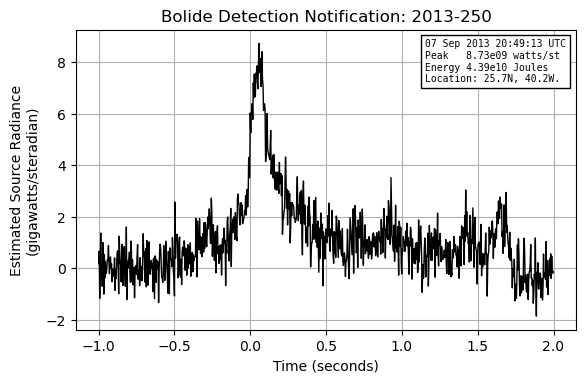 Bolide Detection Notification: 2013-250
07 Sep 2013 20:49:13 UTC
Peak   8.73e09 watts/st
Energy 4.39e10 Joules
Location: 25.7N, 40.2W.
Estimated Source Radiance
(gigawatts/steradian)
8
6
4
2
0
−2
−1.0 −0.5 0.0 0.5 1.0 1.5 2.0
Time (seconds)